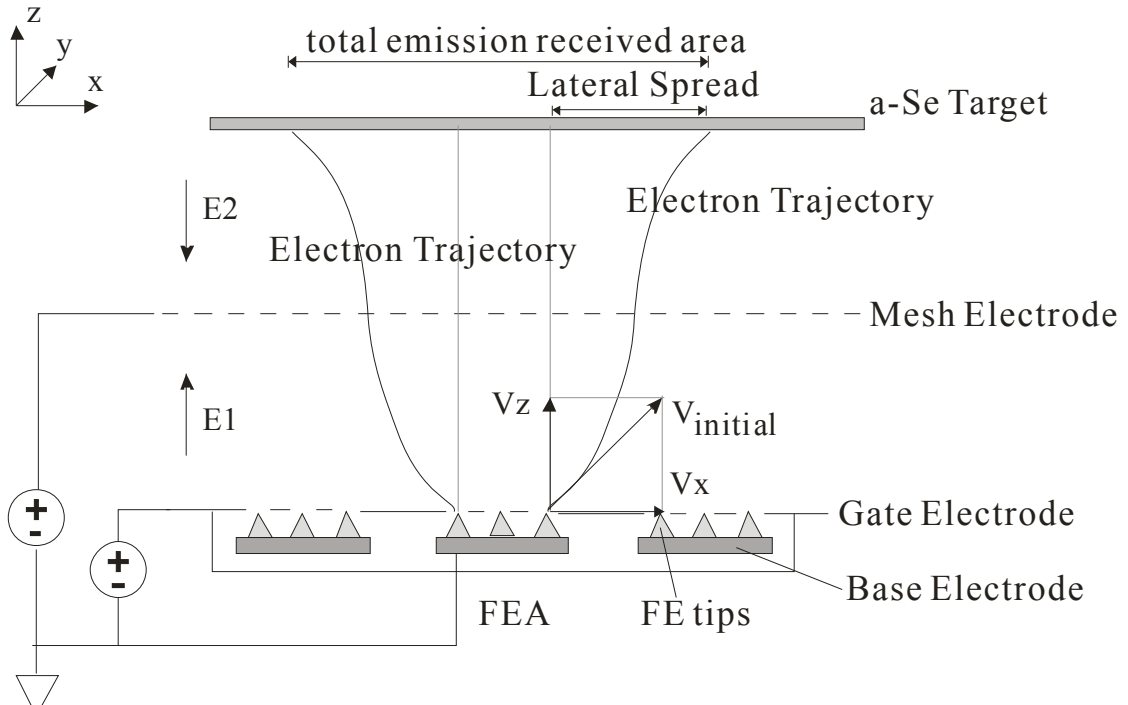 z
y
x
total emission received area
Lateral Spread
a-Se Target
E2
Electron Trajectory
Electron Trajectory
Mesh Electrode
E1
Vz
Vinitial
Vx
Gate Electrode
+
-
+
-
Base Electrode
FEA
FE tips